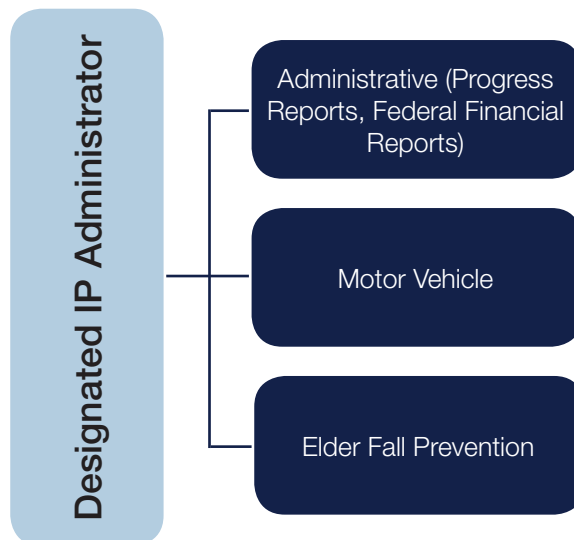 Designated IP Administrator
Administrative (Progress
Reports, Federal Financial
Reports)
Motor Vehicle
Elder Fall Prevention